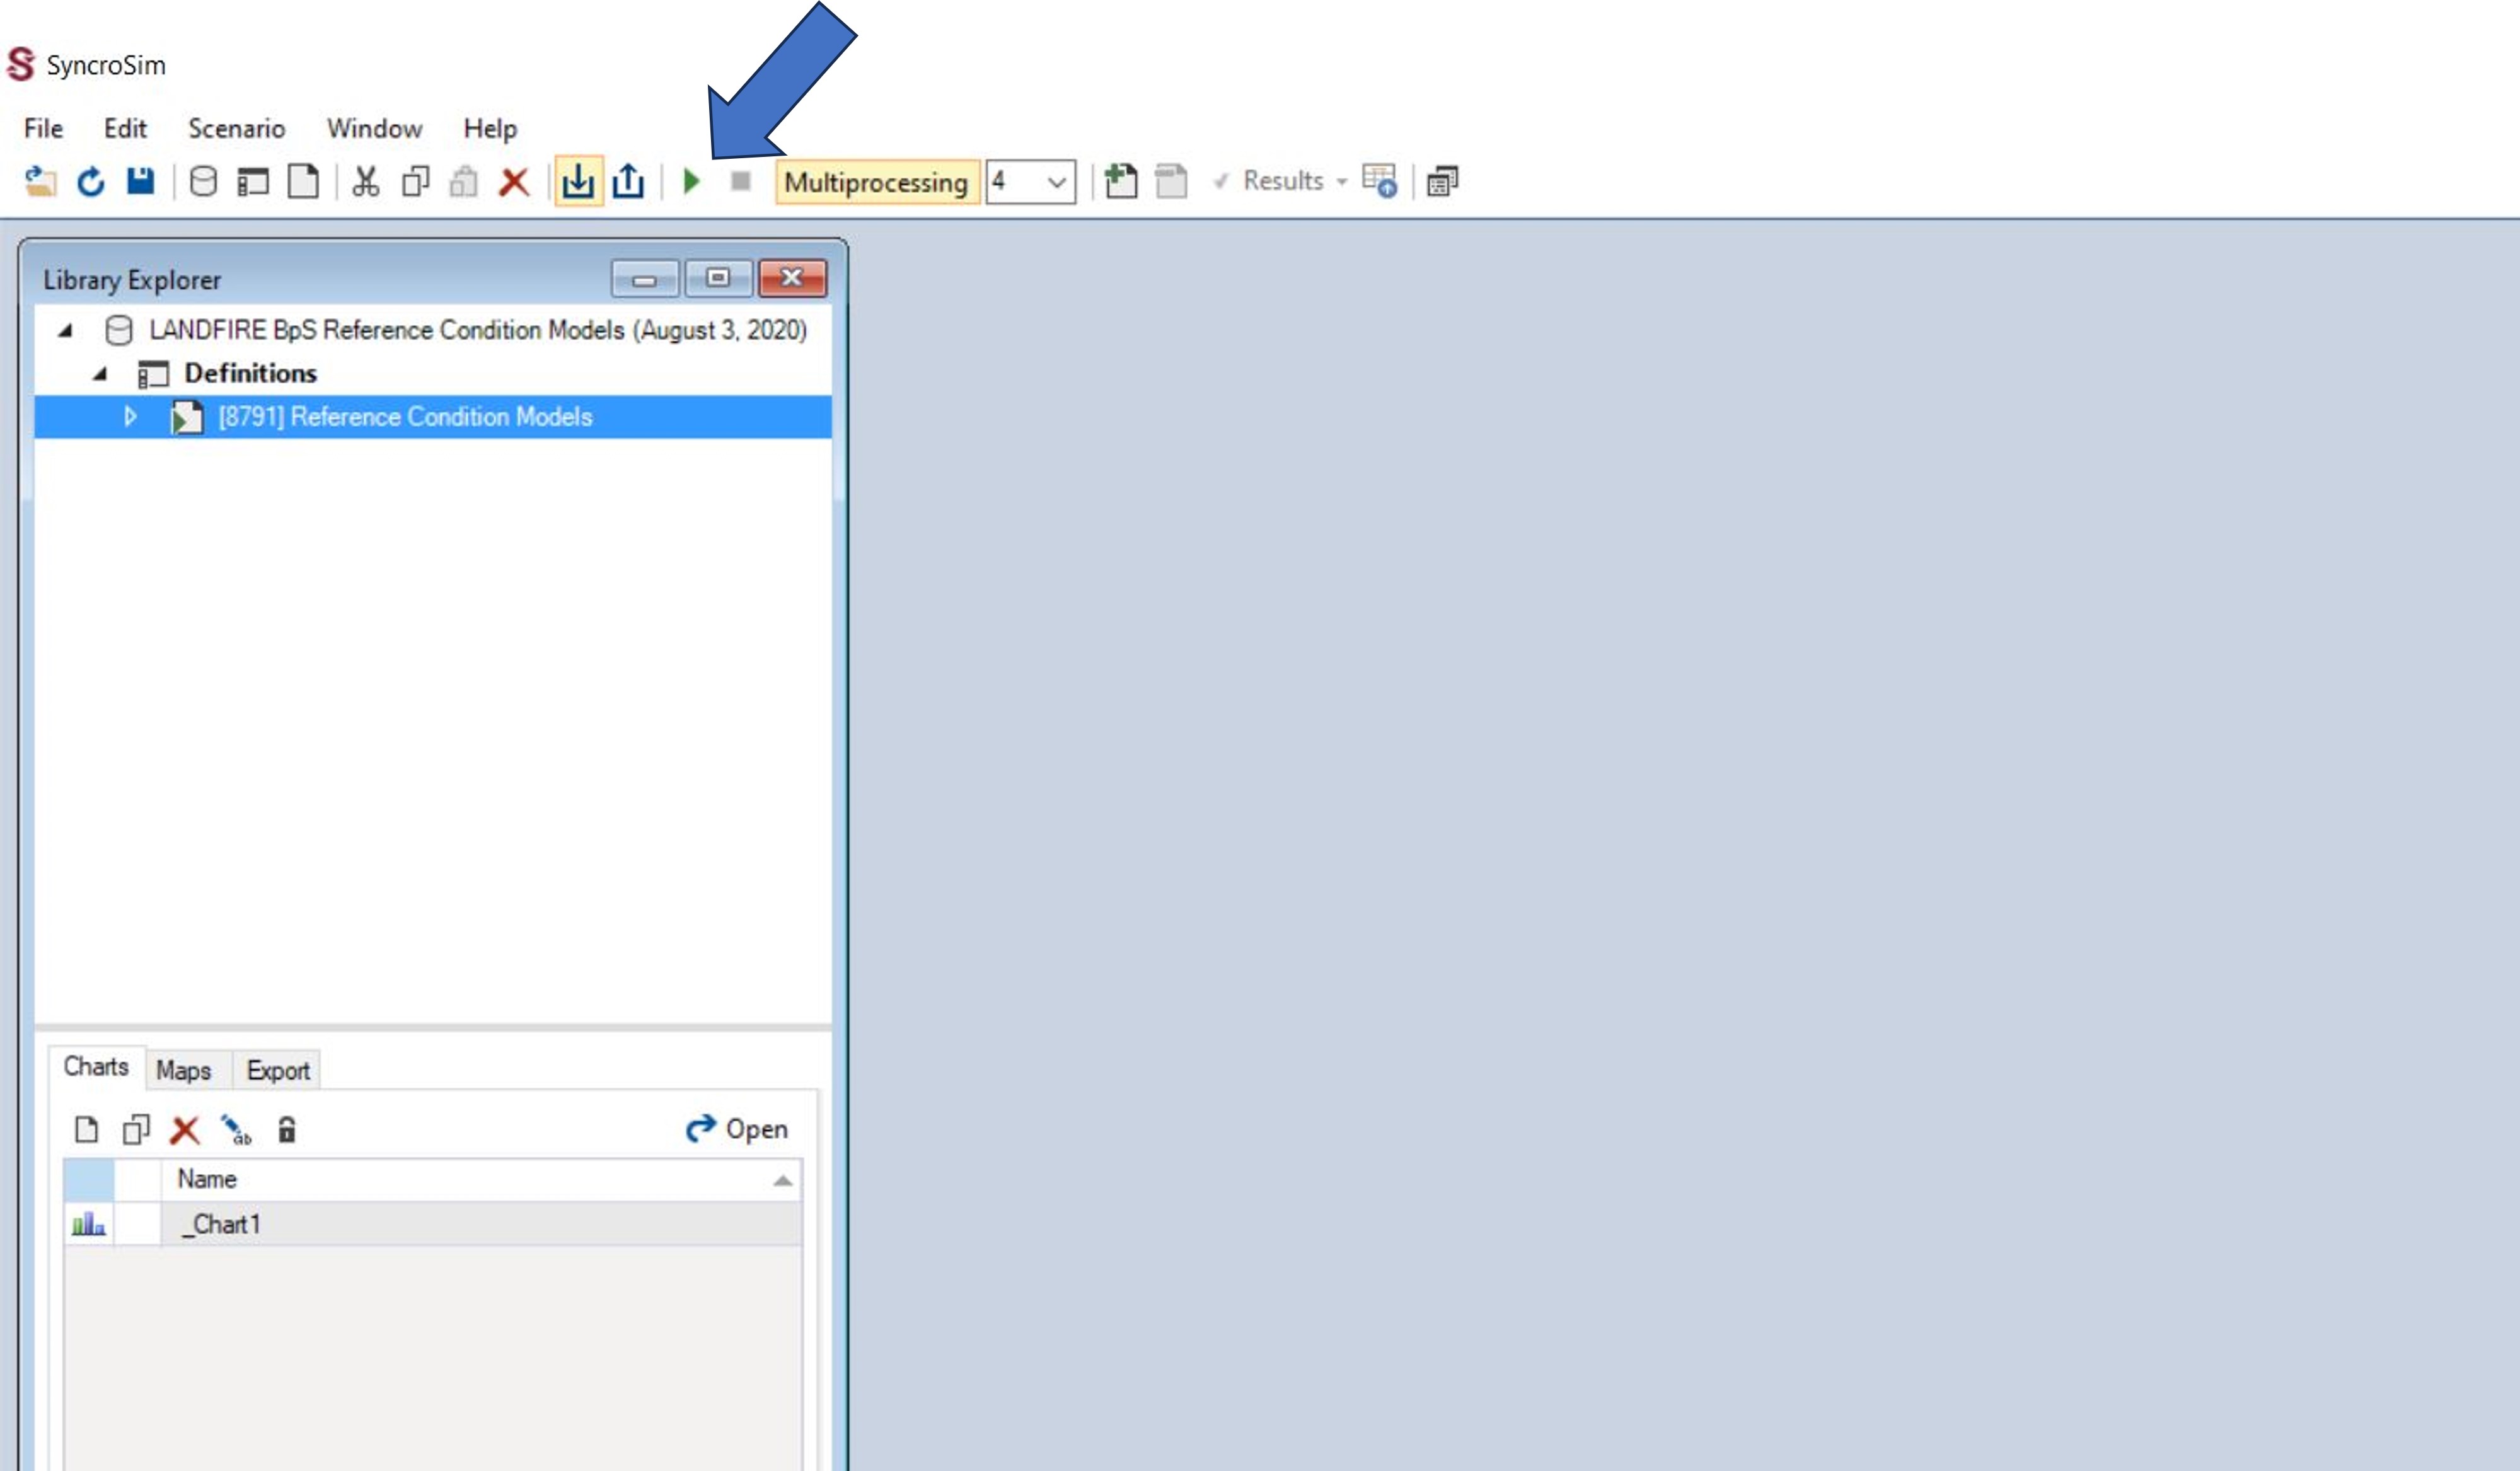 SyncroSim
File Edit Scenario Window Help
Multiprocessing 4 Results
Library Explorer
LANDFIRE BpS Reference Condition Models (August 3, 2020)
Definitions
[8791] Reference Condition Models
Charts Maps Export
ab Open
Name
_Chart1